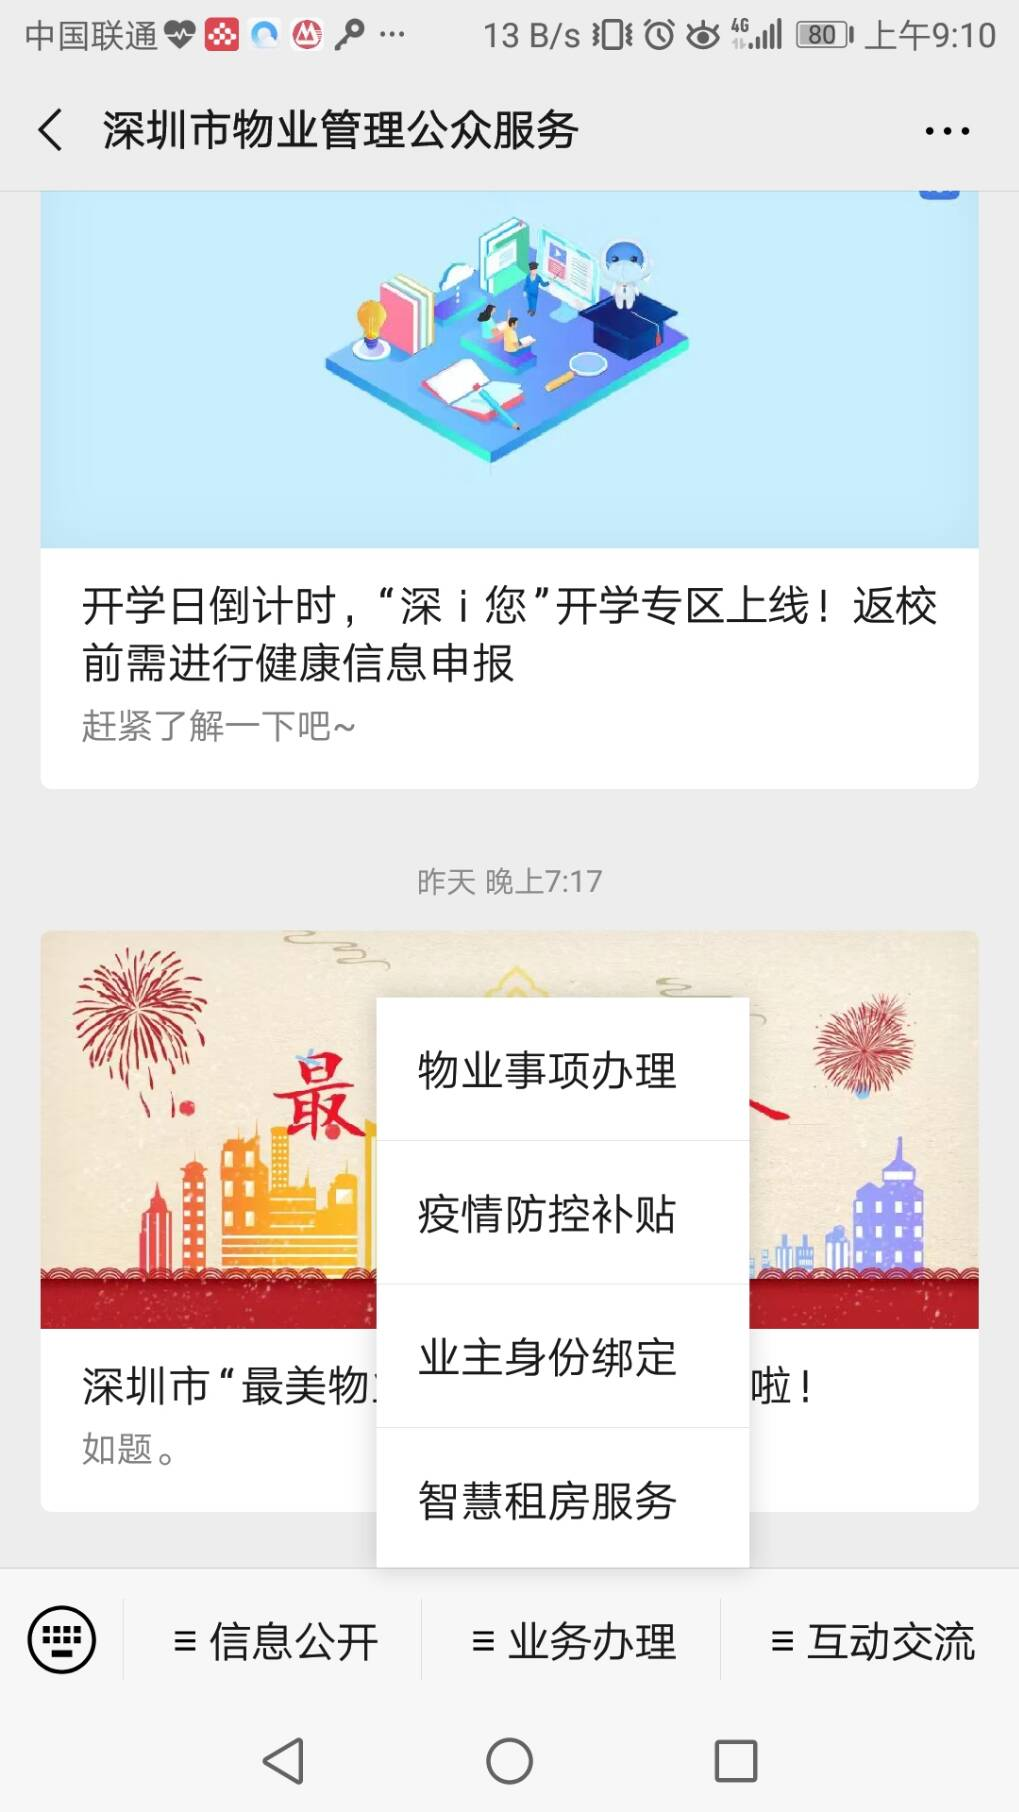 中国联通
13 B/s
4G
80
上午9:10
深圳市物业管理公众服务
开学日倒计时，“深 i 您”开学专区上线！返校
前需进行健康信息申报
赶紧了解一下吧~
昨天 晚上7:17
最
人
深圳市“最美物
啦！
如题。
物业事项办理
疫情防控补贴
业主身份绑定
智慧租房服务
信息公开
业务办理
互动交流